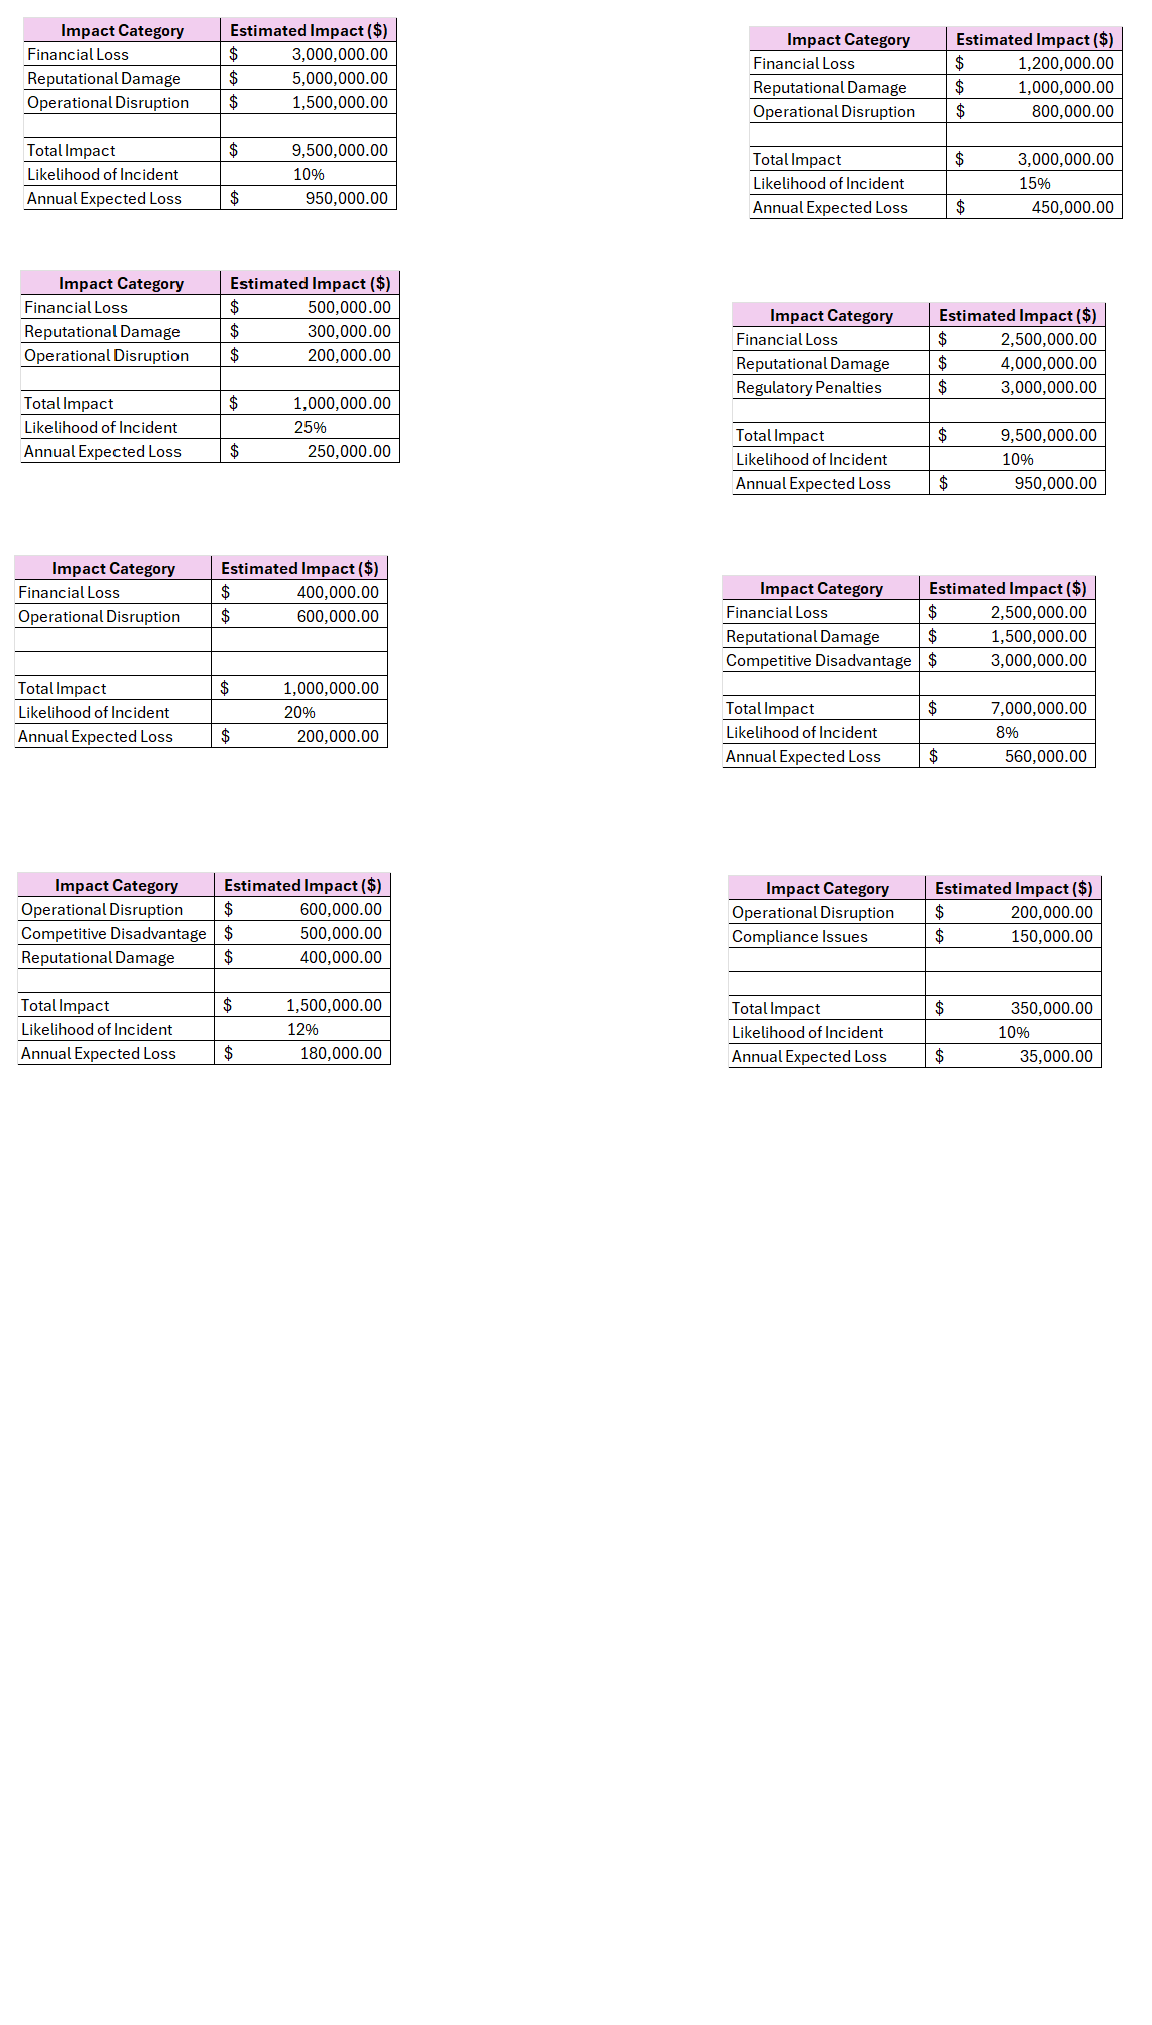 Impact Category Estimated Impact ($)
Financial Loss $ 3,000,000.00
Reputational Damage $ 5,000,000.00
Operational Disruption $ 1,500,000.00
Total Impact $ 9,500,000.00
Likelihood of Incident 10%
Annual Expected Loss $ 950,000.00
Impact Category Estimated Impact ($)
Financial Loss $ 1,200,000.00
Reputational Damage $ 1,000,000.00
Operational Disruption $ 800,000.00
Total Impact $ 3,000,000.00
Likelihood of Incident 15%
Annual Expected Loss $ 450,000.00
Impact Category Estimated Impact ($)
Financial Loss $ 500,000.00
Reputational Damage $ 300,000.00
Operational Disruption $ 200,000.00
Total Impact $ 1,000,000.00
Likelihood of Incident 25%
Annual Expected Loss $ 250,000.00
Impact Category Estimated Impact ($)
Financial Loss $ 2,500,000.00
Reputational Damage $ 4,000,000.00
Regulatory Penalties $ 3,000,000.00
Total Impact $ 9,500,000.00
Likelihood of Incident 10%
Annual Expected Loss $ 950,000.00
Impact Category Estimated Impact ($)
Financial Loss $ 400,000.00
Operational Disruption $ 600,000.00
Total Impact $ 1,000,000.00
Likelihood of Incident 20%
Annual Expected Loss $ 200,000.00
Impact Category Estimated Impact ($)
Financial Loss $ 2,500,000.00
Reputational Damage $ 1,500,000.00
Competitive Disadvantage $ 3,000,000.00
Total Impact $ 7,000,000.00
Likelihood of Incident 8%
Annual Expected Loss $ 560,000.00
Impact Category Estimated Impact ($)
Operational Disruption $ 600,000.00
Competitive Disadvantage $ 500,000.00
Reputational Damage $ 400,000.00
Total Impact $ 1,500,000.00
Likelihood of Incident 12%
Annual Expected Loss $ 180,000.00
Impact Category Estimated Impact ($)
Operational Disruption $ 200,000.00
Compliance Issues $ 150,000.00
Total Impact $ 350,000.00
Likelihood of Incident 10%
Annual Expected Loss $ 35,000.00